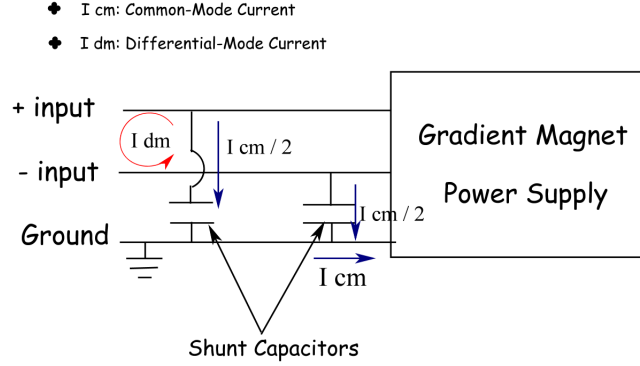 I cm: Common-Mode Current
I dm: Differential-Mode Current
+ input
I dm
I cm / 2
- input
I cm / 2
Ground
I cm
Gradient Magnet
Power Supply
Shunt Capacitors